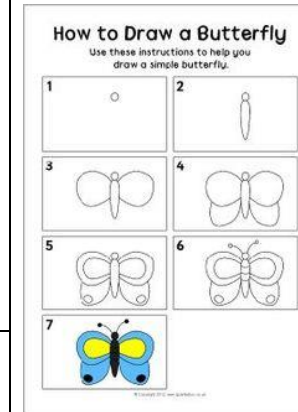 How to Draw a Butterfly
Use these instructions to help you
draw a simple butterfly.
1
2
3
4
5
6
7